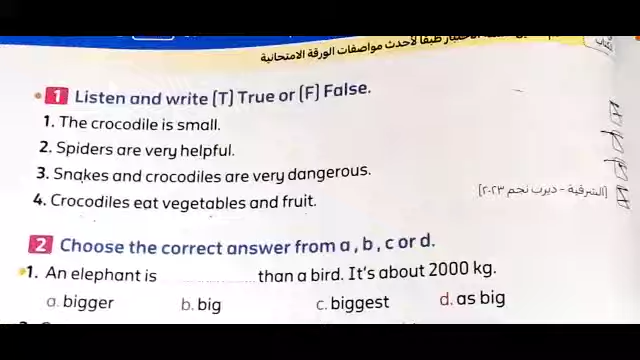 طبقًا لأحدث مواصفات الورقة الامتحانية
1 Listen and write (T) True or (F) False.
1. The crocodile is small.
2. Spiders are very helpful.
3. Snakes and crocodiles are very dangerous.
[الشرقية - ديرب نجم ٢٠٢٣]
4. Crocodiles eat vegetables and fruit.
2 Choose the correct answer from a, b, c or d.
1. An elephant is ............ than a bird. It's about 2000 kg.
a. bigger b. big c. biggest d. as big